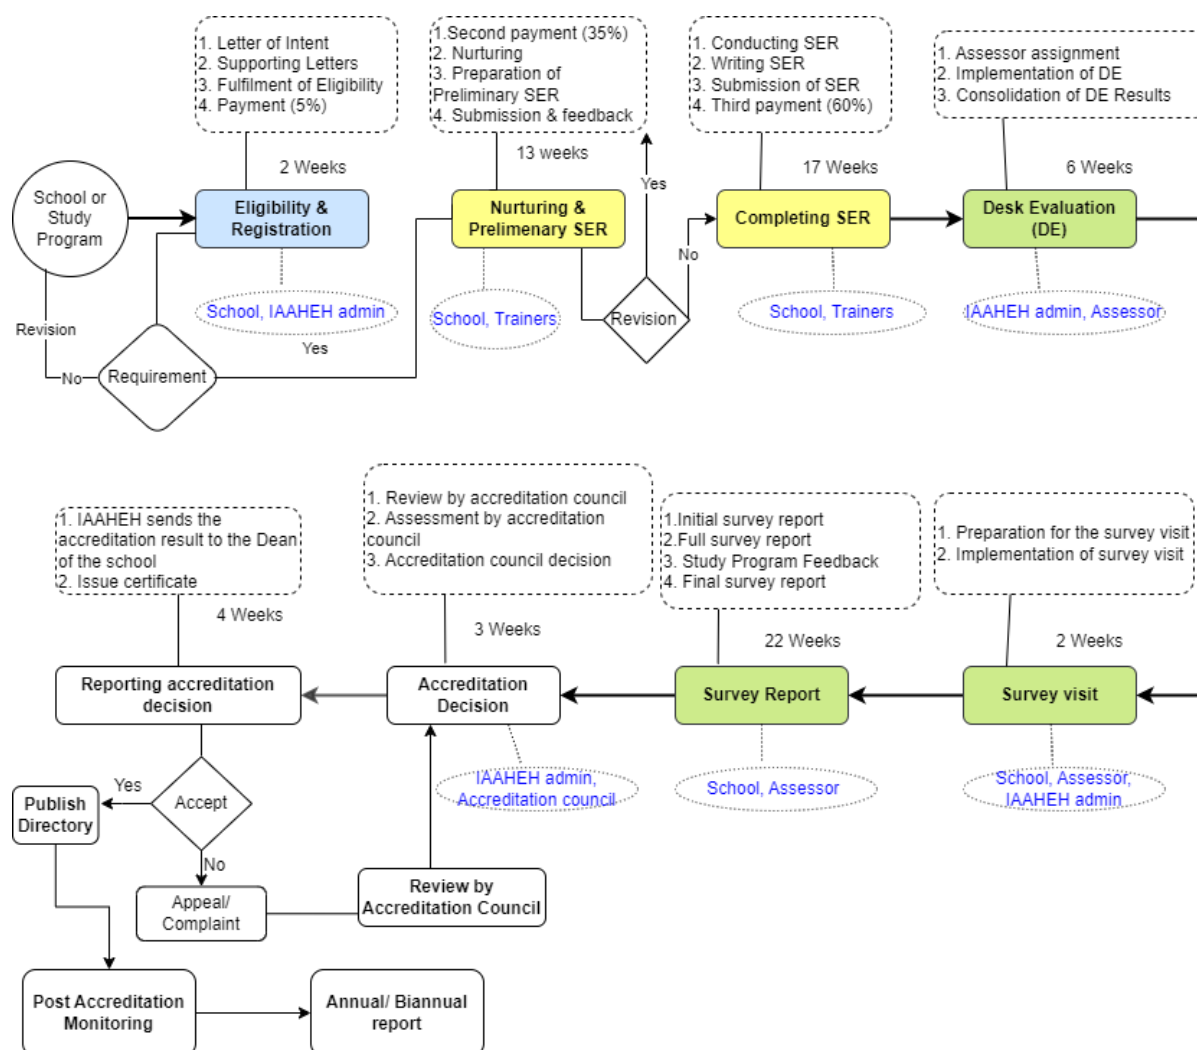 1. Letter of Intent
2. Supporting Letters
3. Fulfilment of Eligibility
4. Payment (5%)
1.Second payment (35%)
2. Nurturing
3. Preparation of
Preliminary SER
4. Submission & feedback
1. Conducting SER
2. Writing SER
3. Submission of SER
4. Third payment (60%)
1. Assessor assignment
2. Implementation of DE
3. Consolidation of DE Results
2 Weeks
13 weeks
17 Weeks
6 Weeks
School or
Study
Program
Eligibility &
Registration
Nurturing &
Prelimenary SER
Yes
Completing SER
Desk Evaluation
(DE)
No
School, IAAHEH admin
School, Trainers
Revision
School, Trainers
IAAHEH admin, Assessor
Revision
Yes
No
Requirement
1. IAAHEH sends the
accreditation result to the Dean
of the school
2. Issue certificate
1. Review by accreditation council
2. Assessment by accreditation
council
3. Accreditation council decision
1.Initial survey report
2.Full survey report
3. Study Program Feedback
4. Final survey report
1. Preparation for the survey visit
2. Implementation of survey visit
4 Weeks
3 Weeks
22 Weeks
2 Weeks
Reporting accreditation
decision
Accreditation
Decision
Survey Report
Survey visit
Yes
Accept
IAAHEH admin,
Accreditation council
School, Assessor
School, Assessor,
IAAHEH admin
Publish
Directory
No
Appeal/
Complaint
Review by
Accreditation Council
Post Accreditation
Monitoring
Annual/ Biannual
report